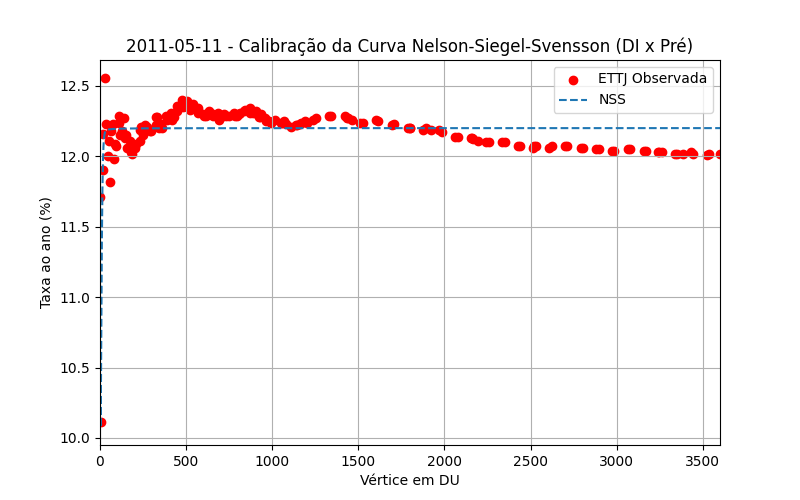 2011-05-11 - Calibração da Curva Nelson-Siegel-Svensson (DI x Pré)
ETTJ Observada
NSS
Taxa ao ano (%)
12.5
12.0
11.5
11.0
10.5
10.0
0 500 1000 1500 2000 2500 3000 3500
Vértice em DU